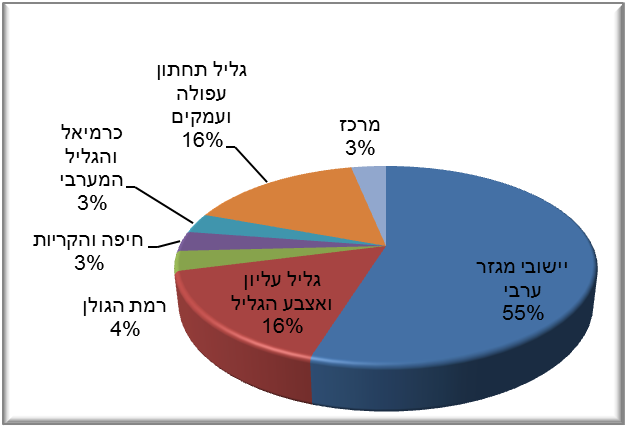 גליל תחתון
עפולה
ועמקים
16%
מרכז
3%
כרמיאל
והגליל
המערבי
3%
חיפה והקריות
3%
רמת הגולן
4%
גליל עליון
ואצבע הגליל
16%
יישובי מגזר
ערבי
55%